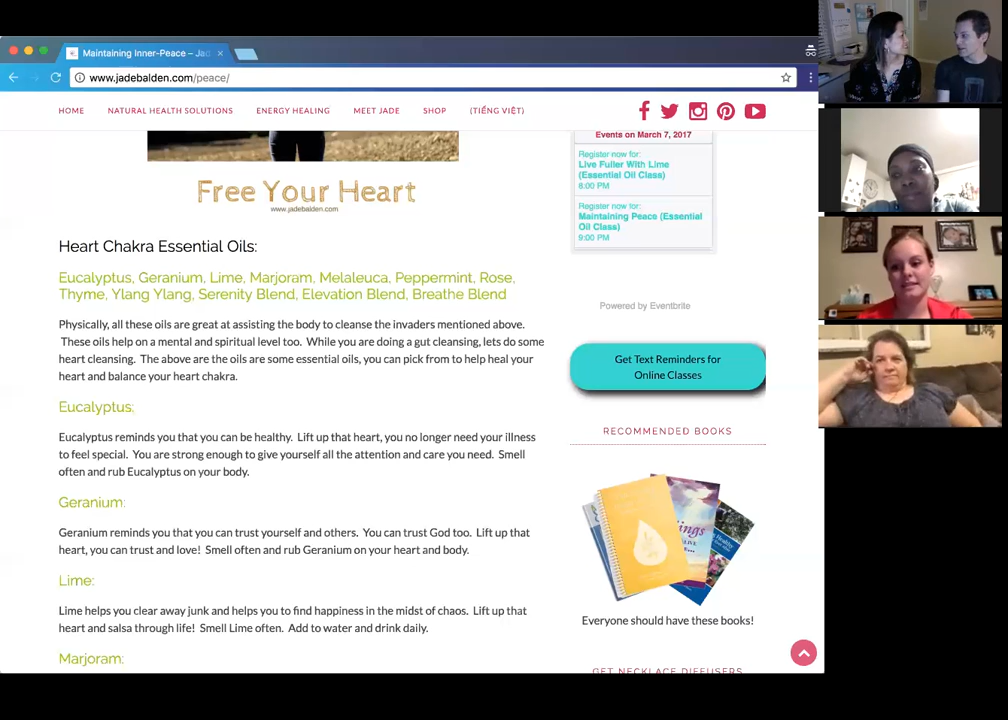 Maintaining Inner-Peace – Jad
www.jadebalden.com/peace/
HOME
NATURAL HEALTH SOLUTIONS
ENERGY HEALING
MEET JADE
SHOP
(TIẾNG VIỆT)
Free Your Heart
www.jadebalden.com
Heart Chakra Essential Oils:
Eucalyptus, Geranium, Lime, Marjoram, Melaleuca, Peppermint, Rose,
Thyme, Ylang Ylang, Serenity Blend, Elevation Blend, Breathe Blend
Physically, all these oils are great at assisting the body to cleanse the invaders mentioned above.
These oils help on a mental and spiritual level too. While you are doing a gut cleansing, lets do some
heart cleansing. The above are the oils are some essential oils, you can pick from to help heal your
heart and balance your heart chakra.
Eucalyptus:
Eucalyptus reminds you that you can be healthy. Lift up that heart, you no longer need your illness
to feel special. You are strong enough to give yourself all the attention and care you need. Smell
often and rub Eucalyptus on your body.
Geranium:
Geranium reminds you that you can trust yourself and others. You can trust God too. Lift up that
heart, you can trust and love! Smell often and rub Geranium on your heart and body.
Lime:
Lime helps you clear away junk and helps you to find happiness in the midst of chaos. Lift up that
heart and salsa through life! Smell Lime often. Add to water and drink daily.
Marjoram:
Events on March 7, 2017
Register now for:
Live Fuller With Lime
(Essential Oil Class)
8:00 PM
Register now for:
Maintaining Peace (Essential
Oil Class)
9:00 PM
Powered by Eventbrite
Get Text Reminders for
Online Classes
RECOMMENDED BOOKS
Everyone should have these books!
GET NECKLACE DIFFUSERS